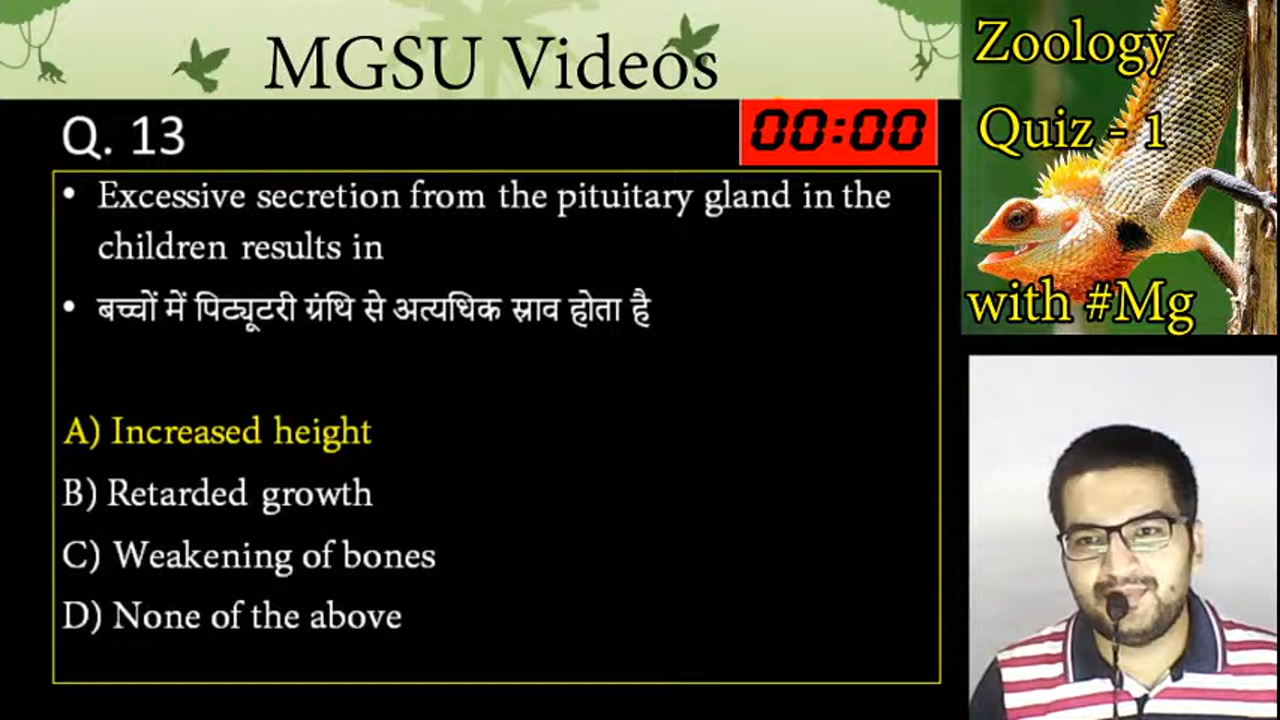 MGSU Videos
Zoology
Quiz - 1
with #Mg
Q. 13
00:00
• Excessive secretion from the pituitary gland in the
children results in
• बच्चों में पिट्यूटरी ग्रंथि से अत्यधिक स्राव होता है
A) Increased height
B) Retarded growth
C) Weakening of bones
D) None of the above